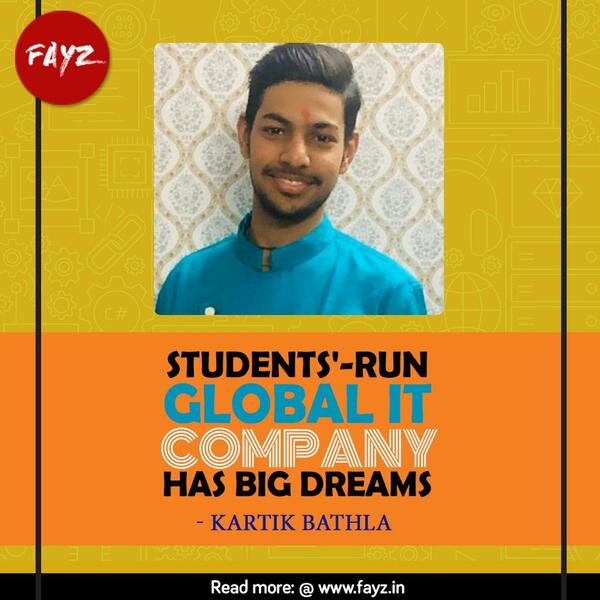 FAYZ
STUDENTS'-RUN
GLOBAL IT
COMPANY
HAS BIG DREAMS
- KARTIK BATHLA
Read more: @ www.fayz.in